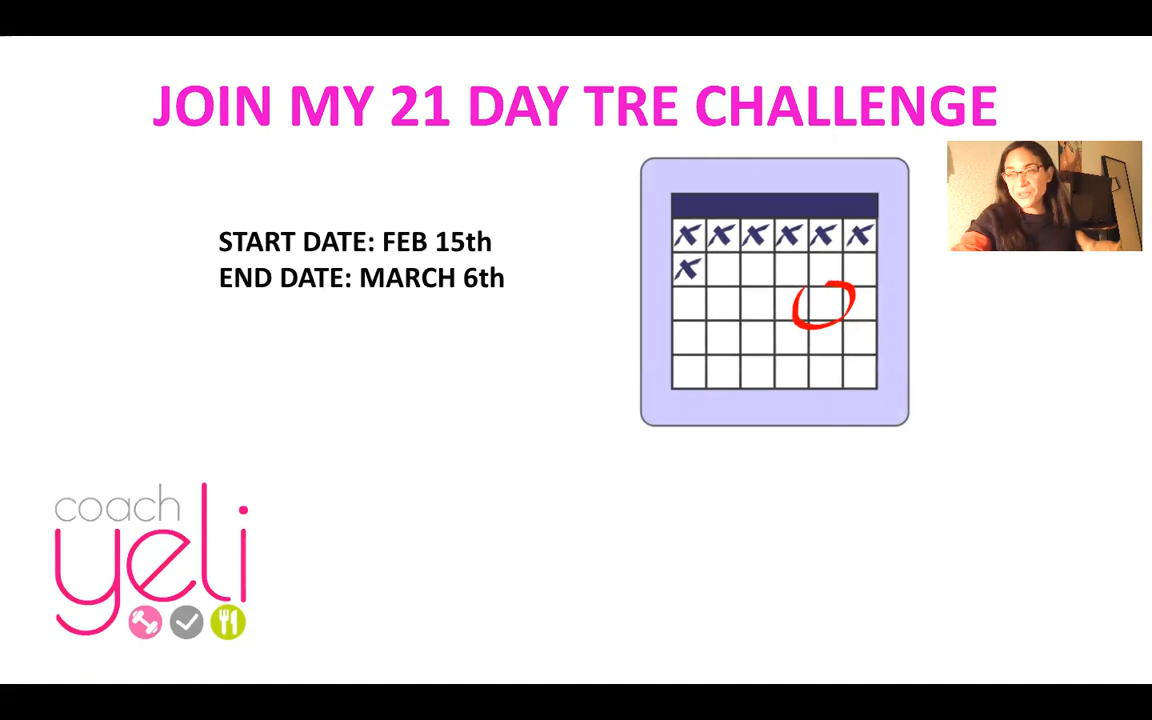 JOIN MY 21 DAY TRE CHALLENGE
START DATE: FEB 15th
END DATE: MARCH 6th
coach
yeli